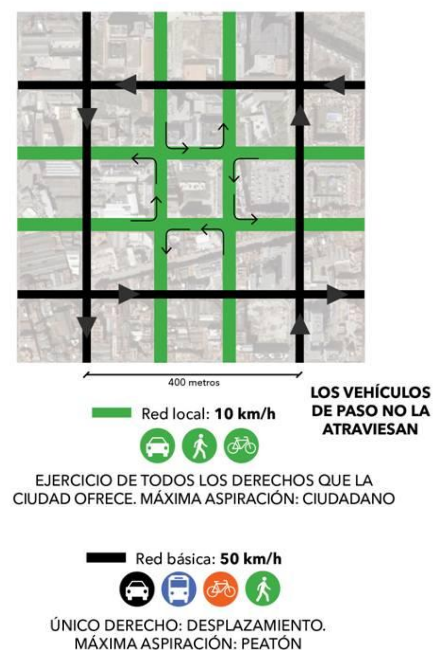 400 metros
LOS VEHÍCULOS
DE PASO NO LA
ATRAVIESAN
Red local: 10 km/h
EJERCICIO DE TODOS LOS DERECHOS QUE LA
CIUDAD OFRECE. MÁXIMA ASPIRACIÓN: CIUDADANO
Red básica: 50 km/h
ÚNICO DERECHO: DESPLAZAMIENTO.
MÁXIMA ASPIRACIÓN: PEATÓN